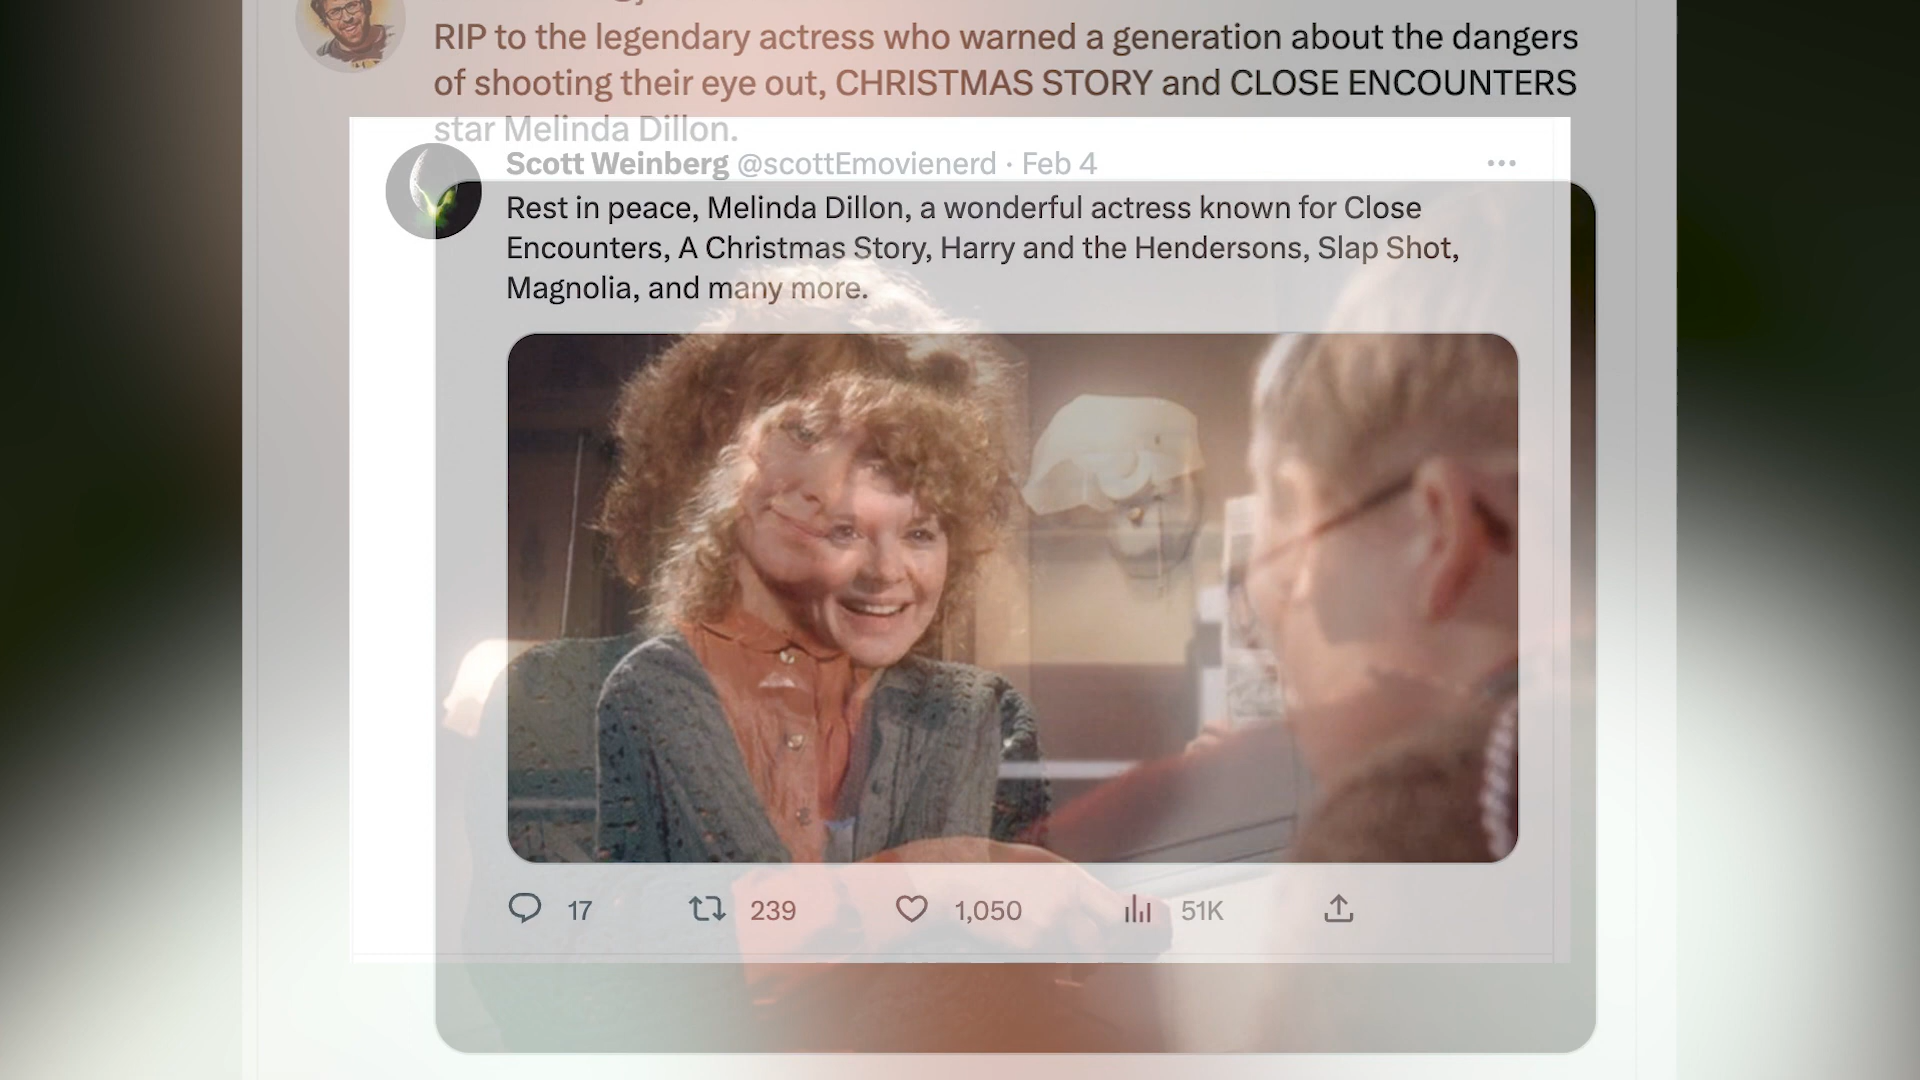 RIP to the legendary actress who warned a generation about the dangers
of shooting their eye out, CHRISTMAS STORY and CLOSE ENCOUNTERS
star Melinda Dillon.
Scott Weinberg @scottEmovienerd · Feb 4
Rest in peace, Melinda Dillon, a wonderful actress known for Close
Encounters, A Christmas Story, Harry and the Hendersons, Slap Shot,
Magnolia, and many more.
17 239 1,050 51K